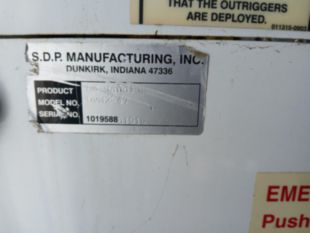 THAT THE OUTRIGGERS
ARE DEPLOYED.
S.D.P. MANUFACTURING, INC.
DUNKIRK, INDIANA 47336
PRODUCT
MODEL NO.
SERIAL NO.
1019588
EME
Push